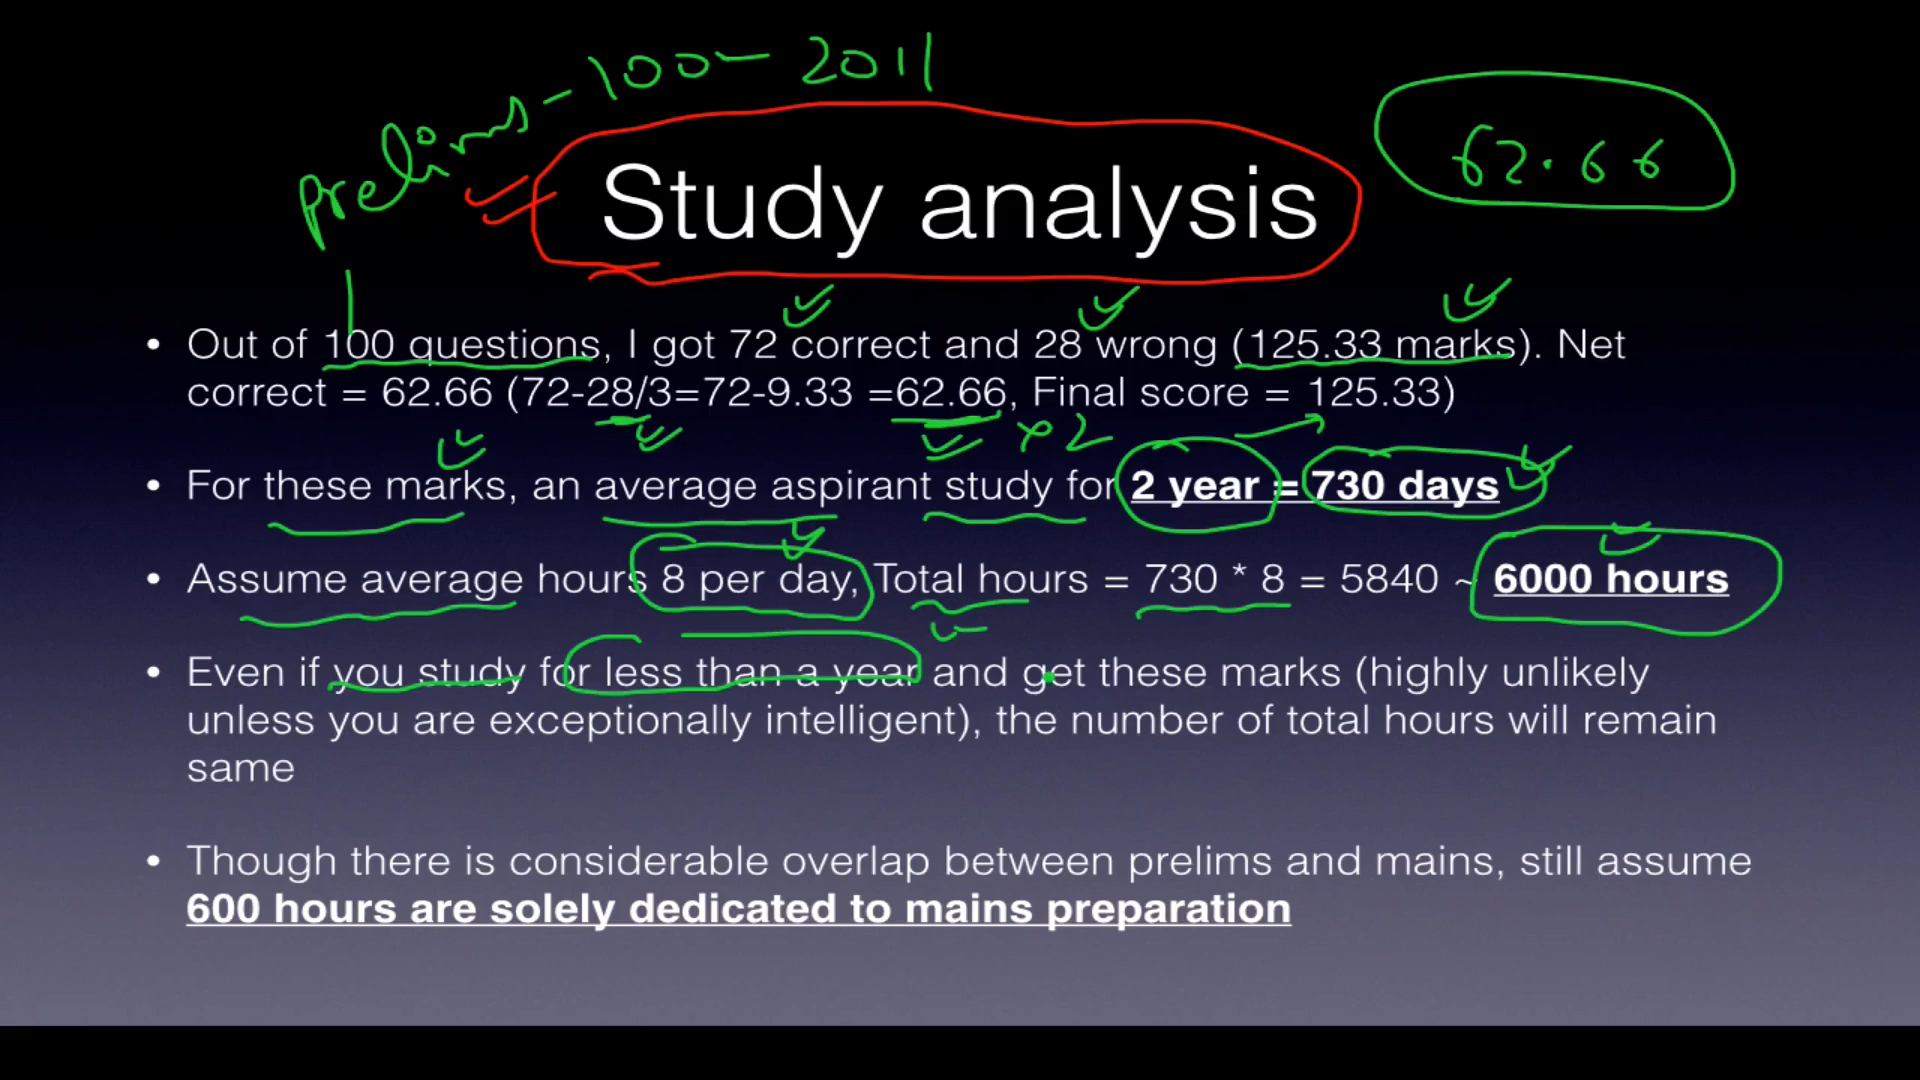 prelims - 100 - 2011
62.66
Study analysis
• Out of 100 questions, I got 72 correct and 28 wrong (125.33 marks). Net
correct = 62.66 (72-28/3=72-9.33 =62.66, Final score = 125.33)
×2
• For these marks, an average aspirant study for 2 year = 730 days
• Assume average hours 8 per day, Total hours = 730 * 8 = 5840 ~ 6000 hours
• Even if you study for less than a year and get these marks (highly unlikely
unless you are exceptionally intelligent), the number of total hours will remain
same
• Though there is considerable overlap between prelims and mains, still assume
600 hours are solely dedicated to mains preparation